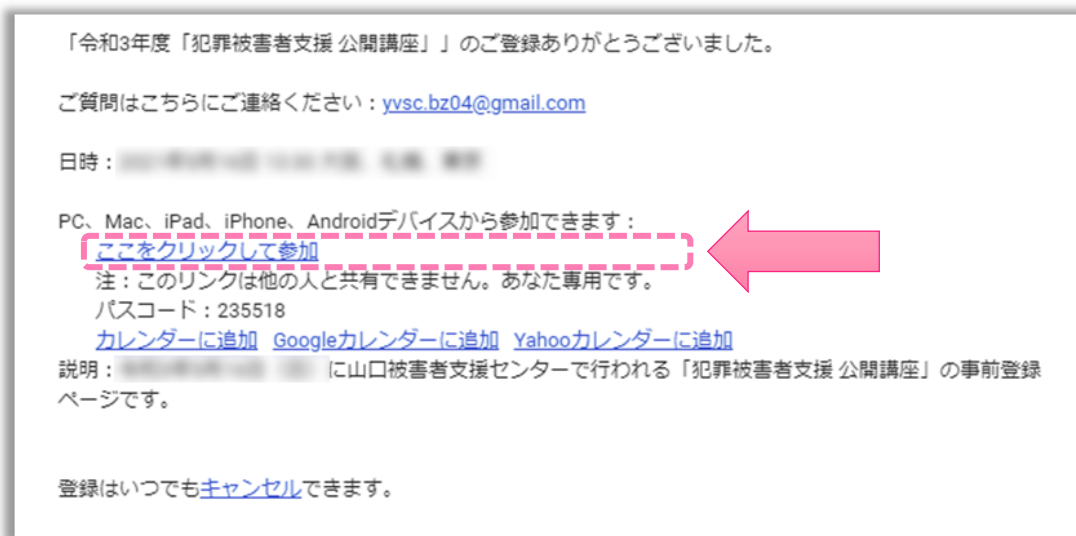 「令和3年度「犯罪被害者支援 公開講座」」のご登録ありがとうございました。
ご質問はこちらにご連絡ください：yvsc.bz04@gmail.com
日時：
PC、Mac、iPad、iPhone、Androidデバイスから参加できます：
ここをクリックして参加
注：このリンクは他の人と共有できません。あなた専用です。
パスコード：235518
カレンダーに追加 Googleカレンダーに追加 Yahooカレンダーに追加
説明： に山口被害者支援センターで行われる「犯罪被害者支援 公開講座」の事前登録
ページです。
登録はいつでもキャンセルできます。